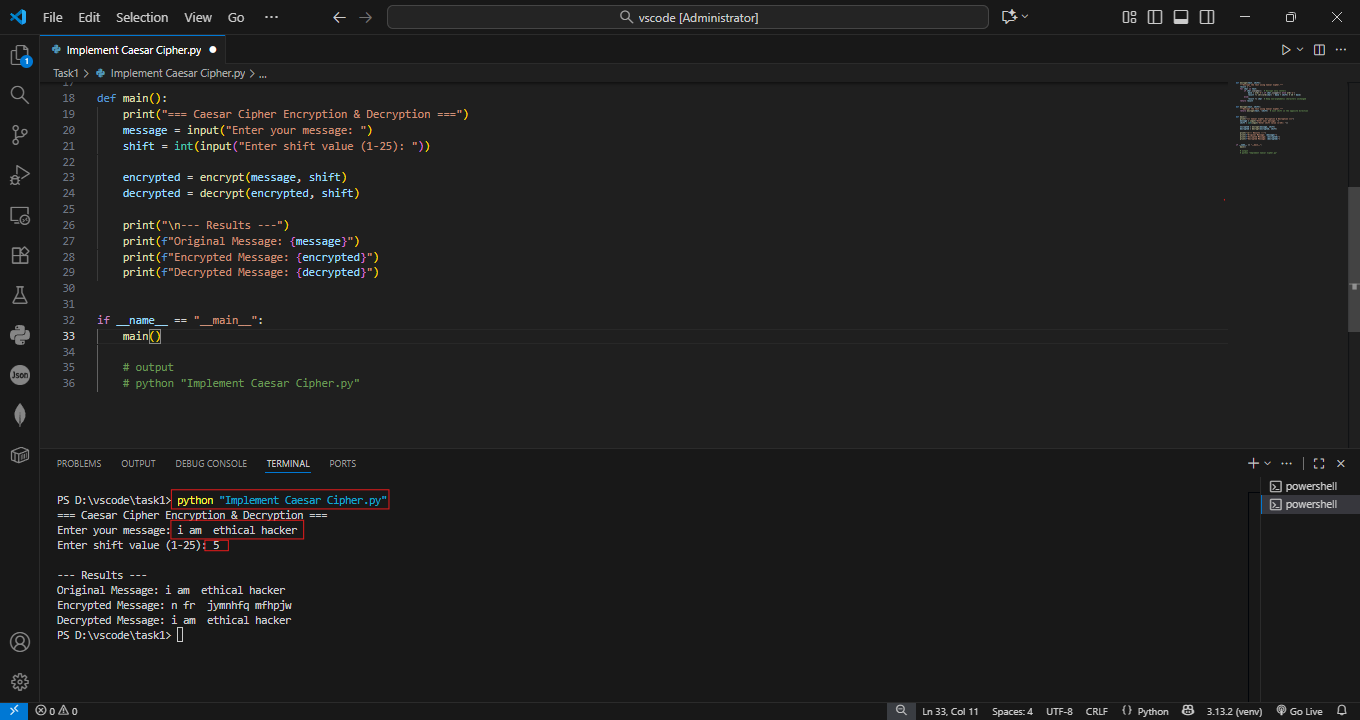 File Edit Selection View Go ··· vscode [Administrator]
Implement Caesar Cipher.py
Task1 > Implement Caesar Cipher.py > ...
17
18 def main():
19 print("=== Caesar Cipher Encryption & Decryption ===")
20 message = input("Enter your message: ")
21 shift = int(input("Enter shift value (1-25): "))
22
23 encrypted = encrypt(message, shift)
24 decrypted = decrypt(encrypted, shift)
25
26 print("\n--- Results ---")
27 print(f"Original Message: {message}")
28 print(f"Encrypted Message: {encrypted}")
29 print(f"Decrypted Message: {decrypted}")
30
31
32 if __name__ == "__main__":
33 main()
34
35 # output
36 # python "Implement Caesar Cipher.py"
1
Json
PROBLEMS OUTPUT DEBUG CONSOLE TERMINAL PORTS
PS D:\vscode\task1> python "Implement Caesar Cipher.py"
=== Caesar Cipher Encryption & Decryption ===
Enter your message: i am  ethical hacker
Enter shift value (1-25): 5
--- Results ---
Original Message: i am  ethical hacker
Encrypted Message: n fr  jymnhfq mfhpjw
Decrypted Message: i am  ethical hacker
PS D:\vscode\task1>
powershell
powershell
0 0 Ln 33, Col 11 Spaces: 4 UTF-8 CRLF {} Python 3.13.2 (venv) Go Live